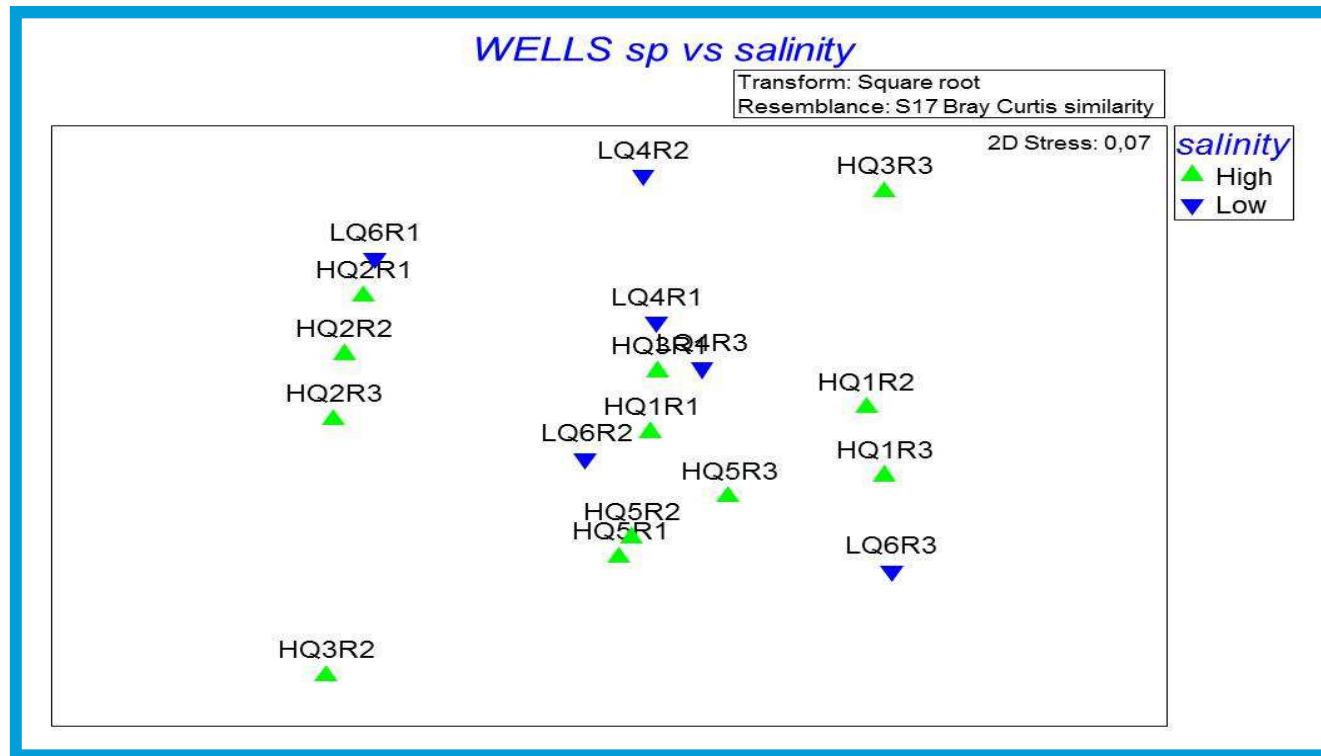 WELLS sp vs salinity
Transform: Square root
Resemblance: S17 Bray Curtis similarity
2D Stress: 0,07
salinity
High
Low
LQ4R2
HQ3R3
LQ6R1
HQ2R1
LQ4R1
HQ2R2
HQ3R1
LQ4R3
HQ2R3
HQ1R2
HQ1R1
LQ6R2
HQ1R3
HQ5R3
HQ5R2
HQ5R1
LQ6R3
HQ3R2